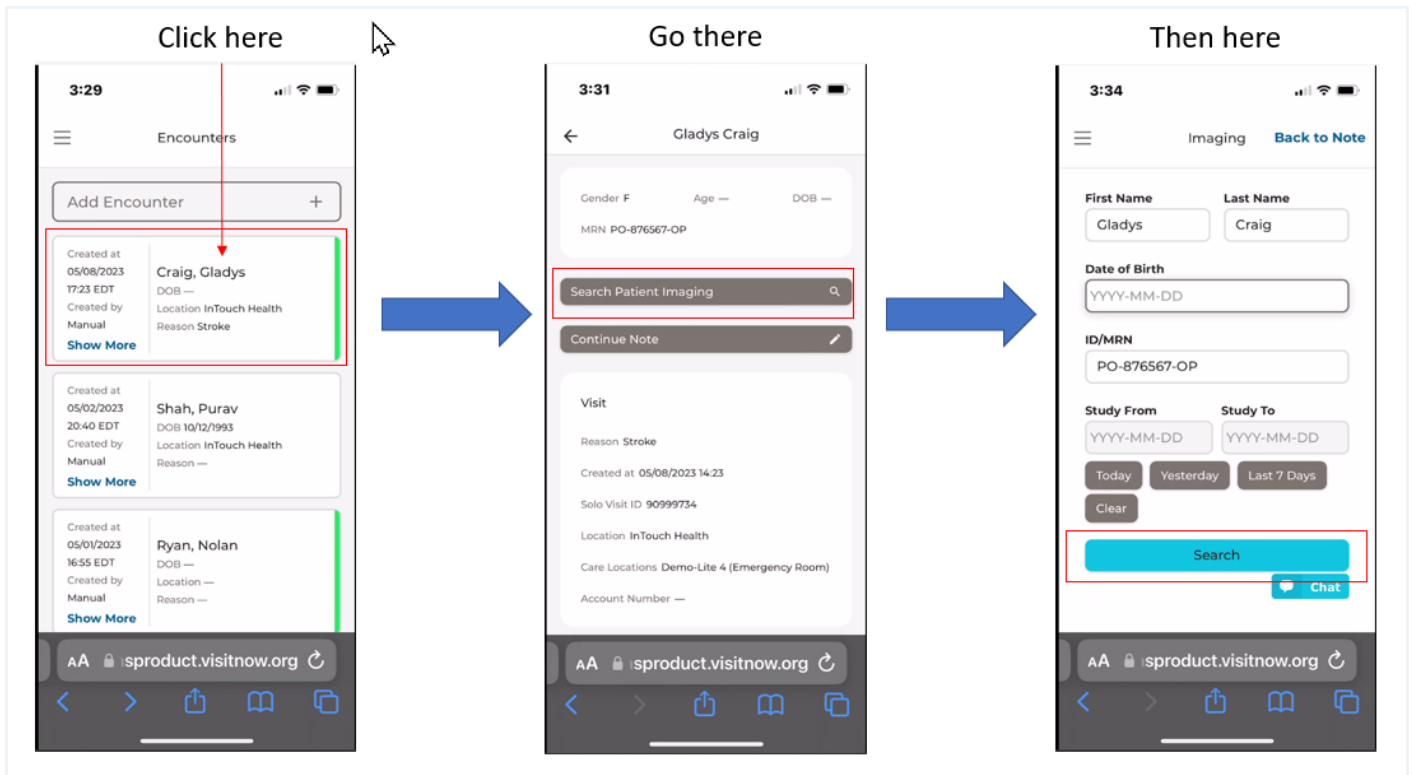 Click here
Go there
Then here
3:29
Encounters
Add Encounter +
Created at
05/08/2023
17:23 EDT
Created by
Manual
Show More
Craig, Gladys
DOB —
Location InTouch Health
Reason Stroke
Created at
05/02/2023
20:40 EDT
Created by
Manual
Show More
Shah, Purav
DOB 10/12/1993
Location InTouch Health
Reason —
Created at
05/01/2023
16:55 EDT
Created by
Manual
Show More
Ryan, Nolan
DOB —
Location —
Reason —
AA sproduct.visitnow.org
3:31
Gladys Craig
Gender F Age — DOB —
MRN PO-876567-OP
Search Patient Imaging
Continue Note
Visit
Reason Stroke
Created at 05/08/2023 14:23
Solo Visit ID 90999734
Location InTouch Health
Care Locations Demo-Lite 4 (Emergency Room)
Account Number —
AA sproduct.visitnow.org
3:34
Imaging Back to Note
First Name Last Name
Gladys Craig
Date of Birth
YYYY-MM-DD
ID/MRN
PO-876567-OP
Study From Study To
YYYY-MM-DD YYYY-MM-DD
Today Yesterday Last 7 Days
Clear
Search
Chat
AA sproduct.visitnow.org